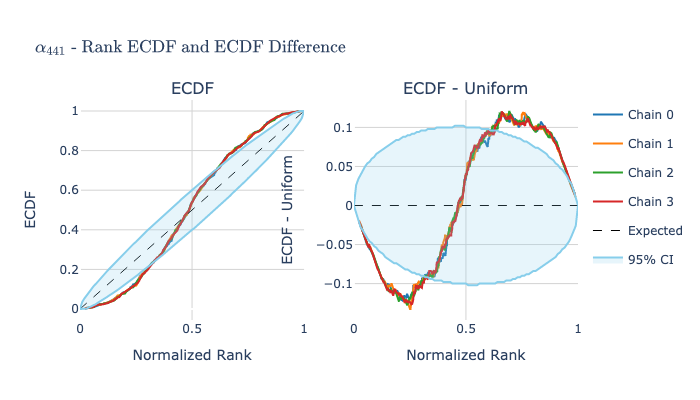 α441 - Rank ECDF and ECDF Difference
ECDF
ECDF
1
0.8
0.6
0.4
0.2
0
0
0.5
1
Normalized Rank
ECDF - Uniform
ECDF - Uniform
0.1
0.05
0
−0.05
−0.1
0
0.5
1
Normalized Rank
Chain 0
Chain 1
Chain 2
Chain 3
Expected
95% CI